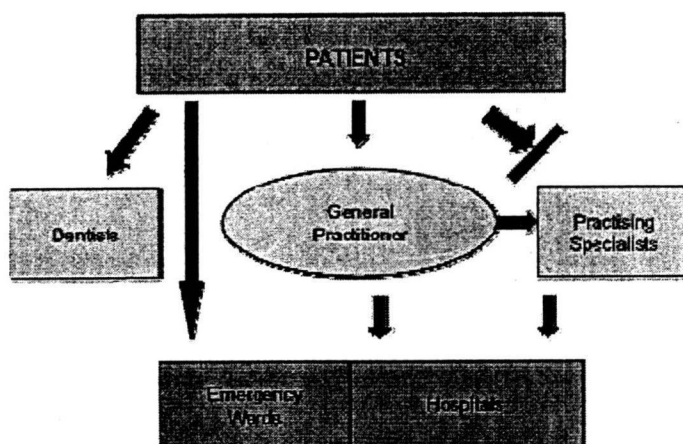 PATIENTS
Dentists
General
Practitioner
Practising
Specialists
Emergency
Wards
Hospitals